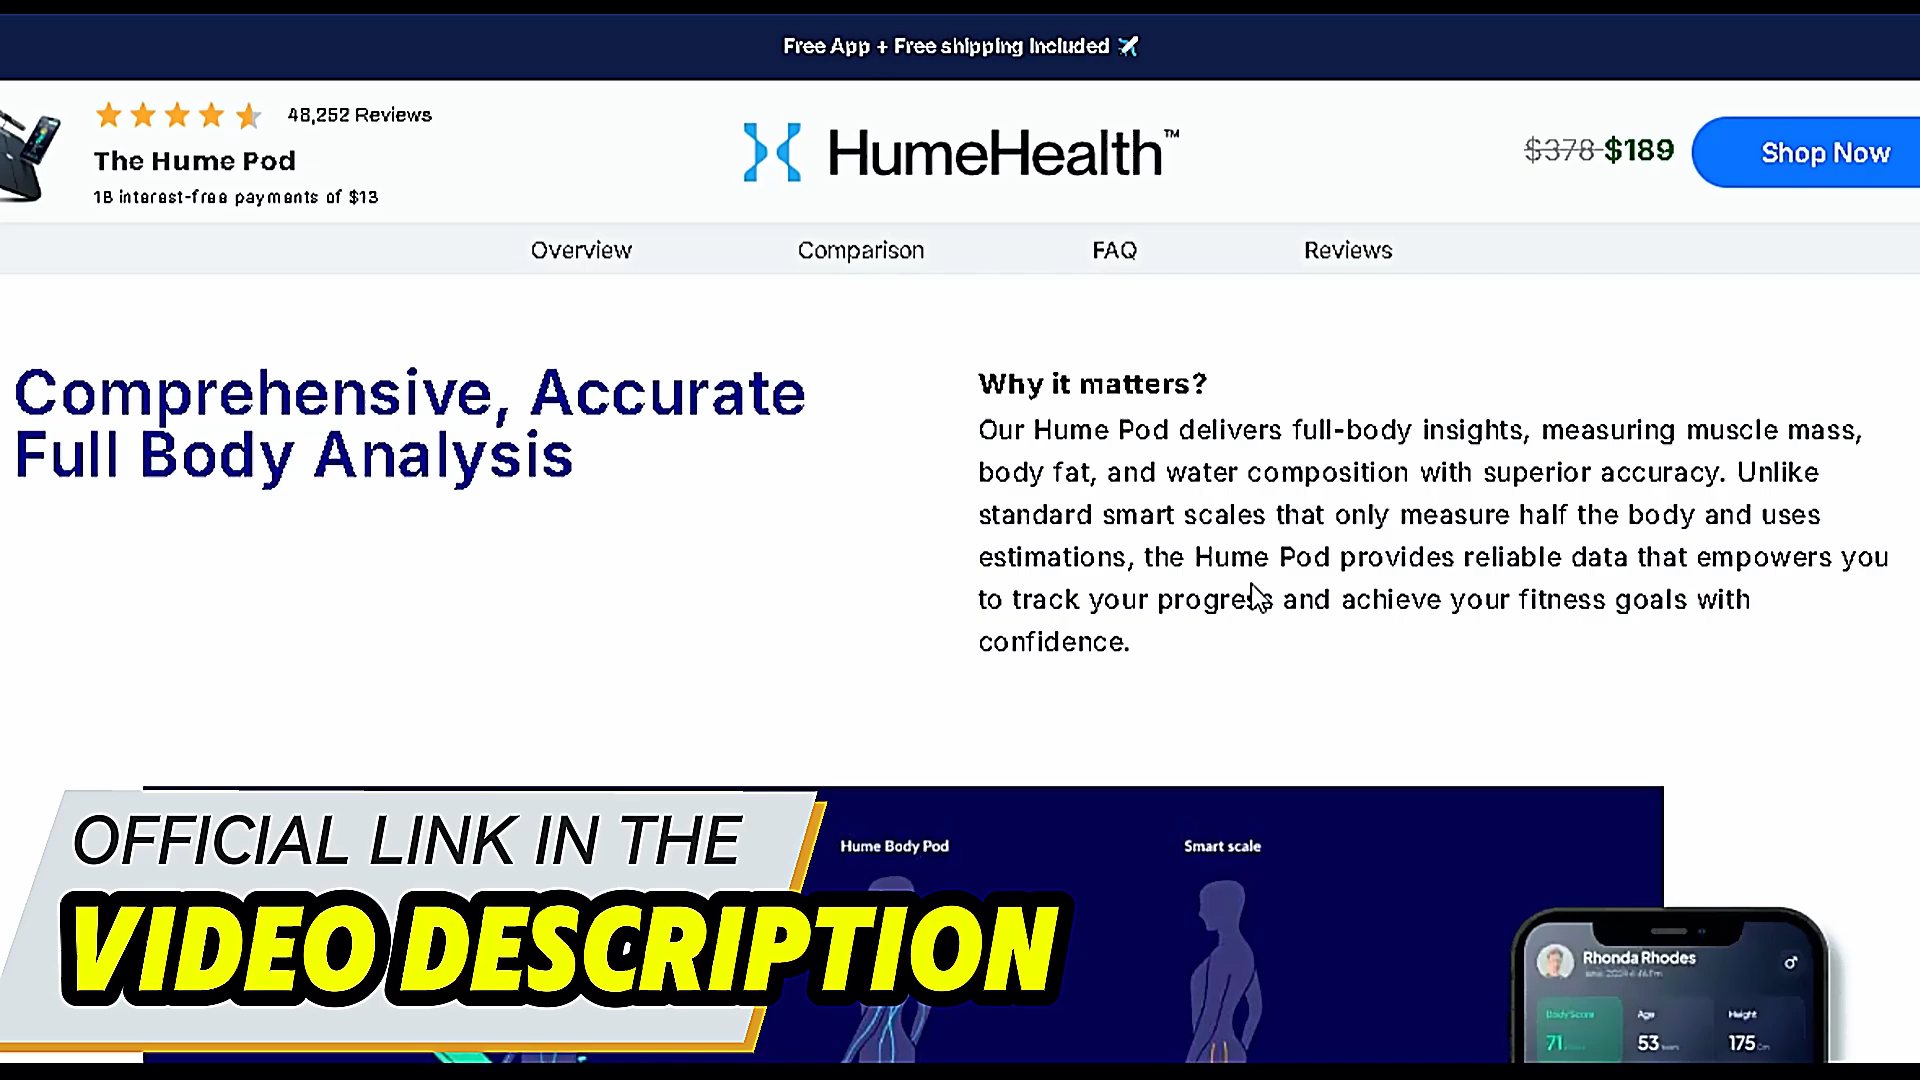 Free App + Free shipping Included
48,252 Reviews
The Hume Pod
18 interest-free payments of $13
HumeHealth™
$378 $189
Shop Now
Overview
Comparison
FAQ
Reviews
Comprehensive, Accurate
Full Body Analysis
Why it matters?
Our Hume Pod delivers full-body insights, measuring muscle mass,
body fat, and water composition with superior accuracy. Unlike
standard smart scales that only measure half the body and uses
estimations, the Hume Pod provides reliable data that empowers you
to track your progress and achieve your fitness goals with
confidence.
OFFICIAL LINK IN THE
VIDEO DESCRIPTION
Hume Body Pod
Smart scale
Rhonda Rhodes
Body Score
Age
Height
71
53
175